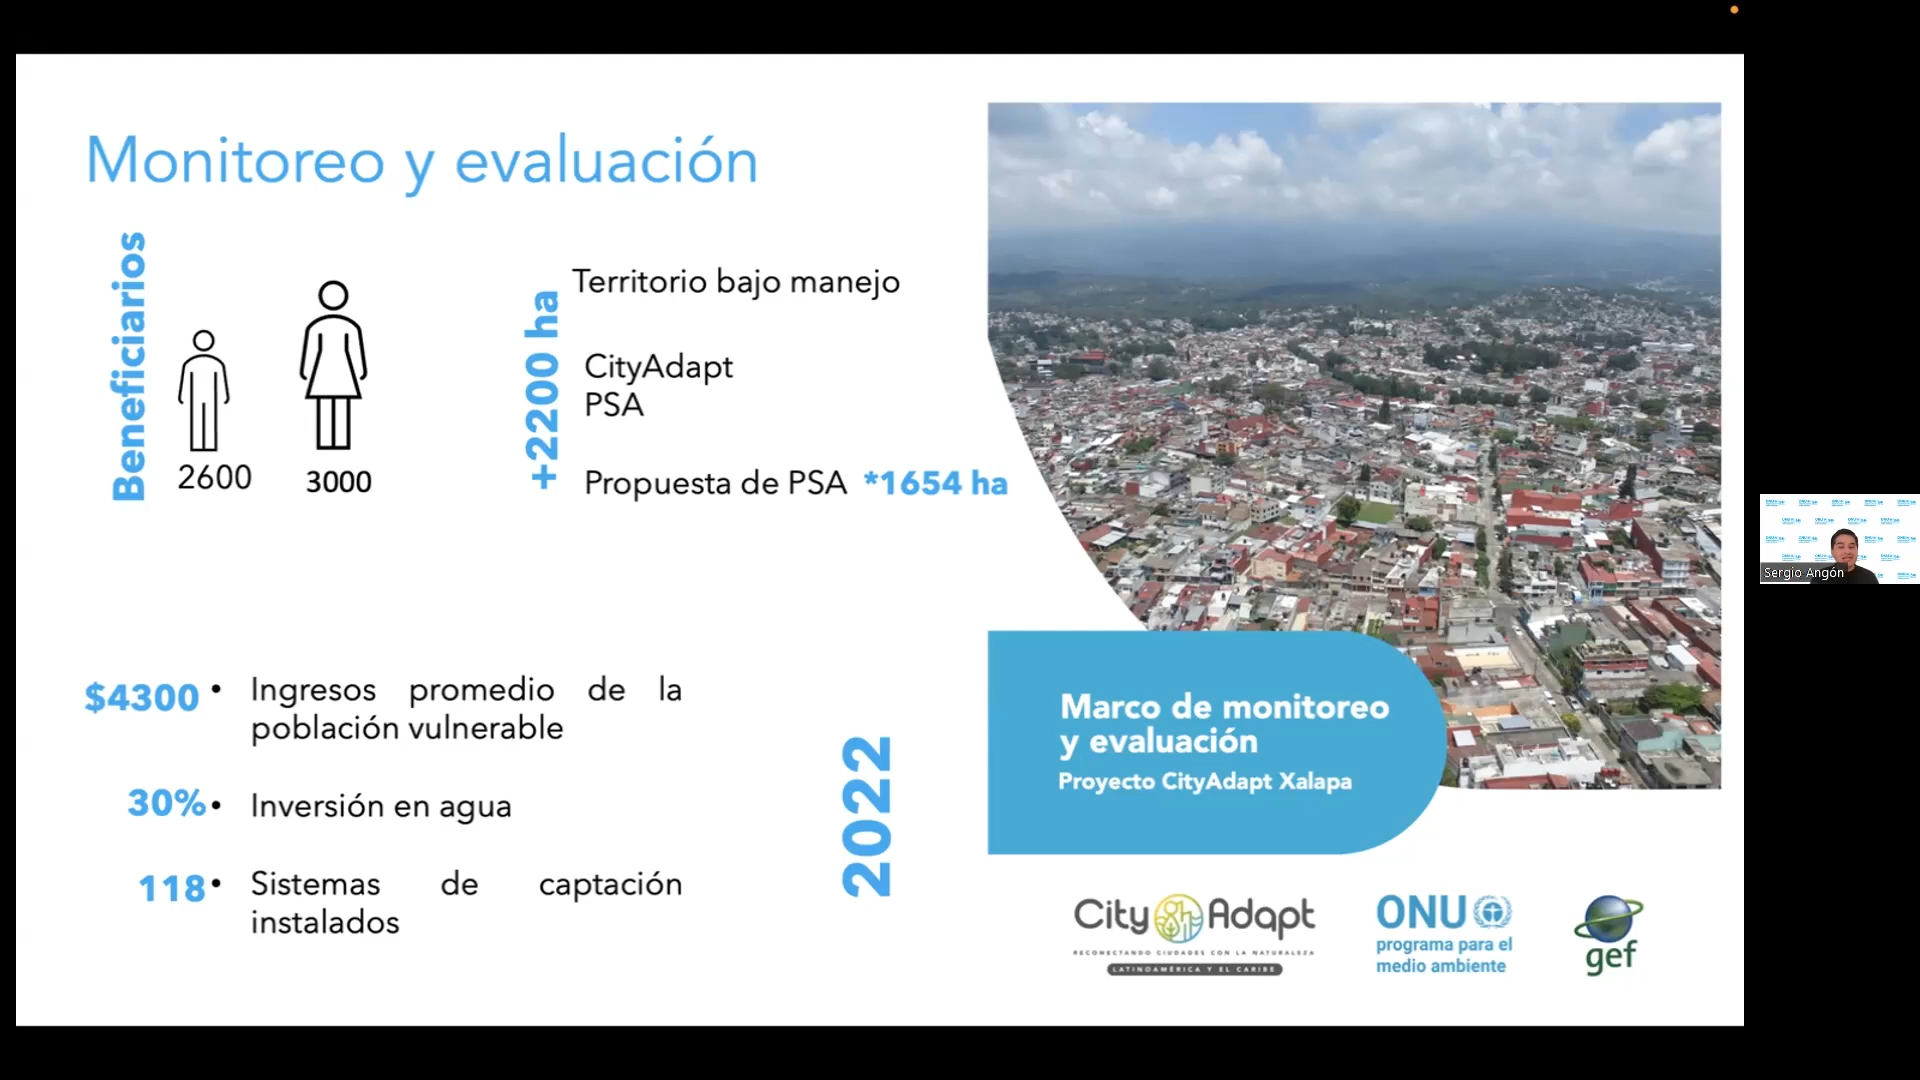 Monitoreo y evaluación
Beneficiarios
2600
3000
+2200 ha
Territorio bajo manejo
CityAdapt
PSA
Propuesta de PSA *1654 ha
$4300 • Ingresos promedio de la
población vulnerable
30% • Inversión en agua
118 • Sistemas de captación
instalados
2022
Marco de monitoreo
y evaluación
Proyecto CityAdapt Xalapa
City Adapt
RECONECTANDO CIUDADES CON LA NATURALEZA
LATINOAMÉRICA Y EL CARIBE
ONU
programa para el
medio ambiente
gef
Sergio Angón